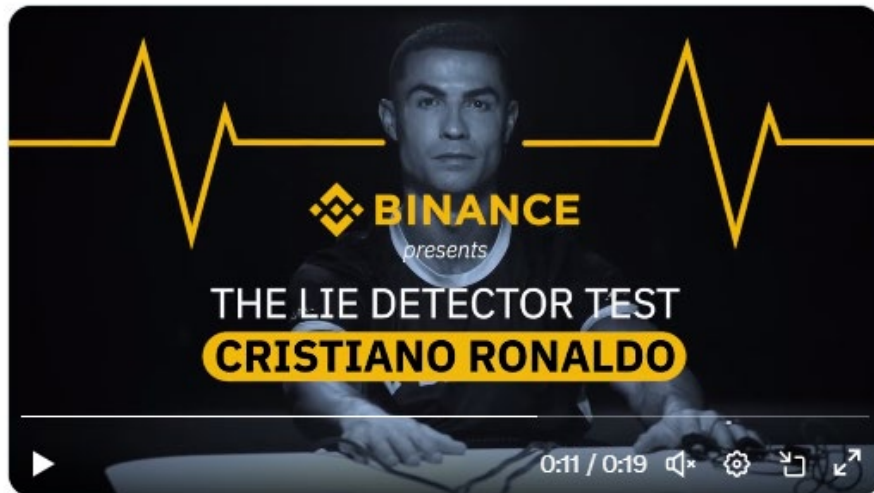 BINANCE
presents
THE LIE DETECTOR TEST
CRISTIANO RONALDO
0:11 / 0:19